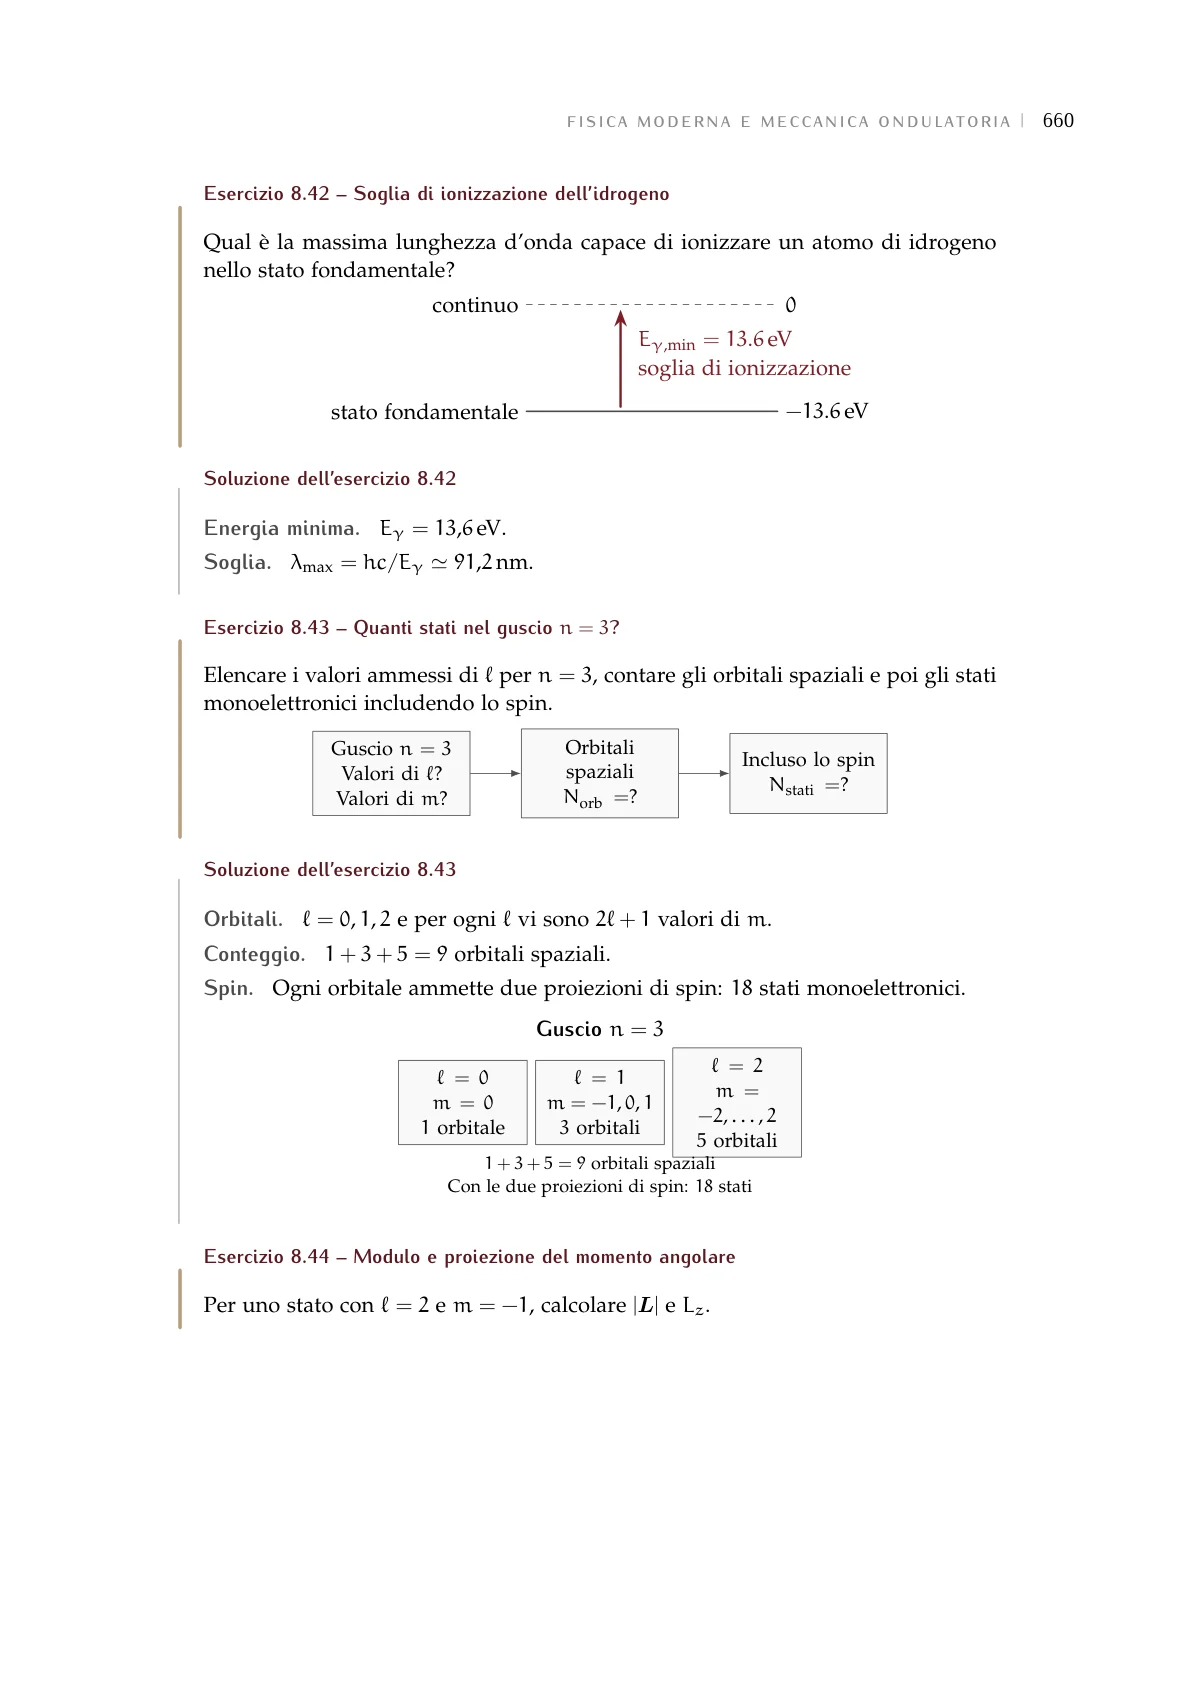 FISICA MODERNA E MECCANICA ONDULATORIA | 660
Esercizio 8.42 – Soglia di ionizzazione dell'idrogeno
Qual è la massima lunghezza d'onda capace di ionizzare un atomo di idrogeno
nello stato fondamentale?
continuo 0
E_γ,min = 13.6 eV
soglia di ionizzazione
stato fondamentale −13.6 eV
Soluzione dell'esercizio 8.42
Energia minima. E_γ = 13,6 eV.
Soglia. λ_max = hc/E_γ ≃ 91,2 nm.
Esercizio 8.43 – Quanti stati nel guscio n = 3?
Elencare i valori ammessi di ℓ per n = 3, contare gli orbitali spaziali e poi gli stati
monoelettronici includendo lo spin.
Guscio n = 3
Valori di ℓ?
Valori di m?
Orbitali
spaziali
N_orb =?
Incluso lo spin
N_stati =?
Soluzione dell'esercizio 8.43
Orbitali. ℓ = 0, 1, 2 e per ogni ℓ vi sono 2ℓ + 1 valori di m.
Conteggio. 1 + 3 + 5 = 9 orbitali spaziali.
Spin. Ogni orbitale ammette due proiezioni di spin: 18 stati monoelettronici.
Guscio n = 3
ℓ = 0
m = 0
1 orbitale
ℓ = 1
m = −1, 0, 1
3 orbitali
ℓ = 2
m =
−2, . . . , 2
5 orbitali
1 + 3 + 5 = 9 orbitali spaziali
Con le due proiezioni di spin: 18 stati
Esercizio 8.44 – Modulo e proiezione del momento angolare
Per uno stato con ℓ = 2 e m = −1, calcolare |L| e L_z.